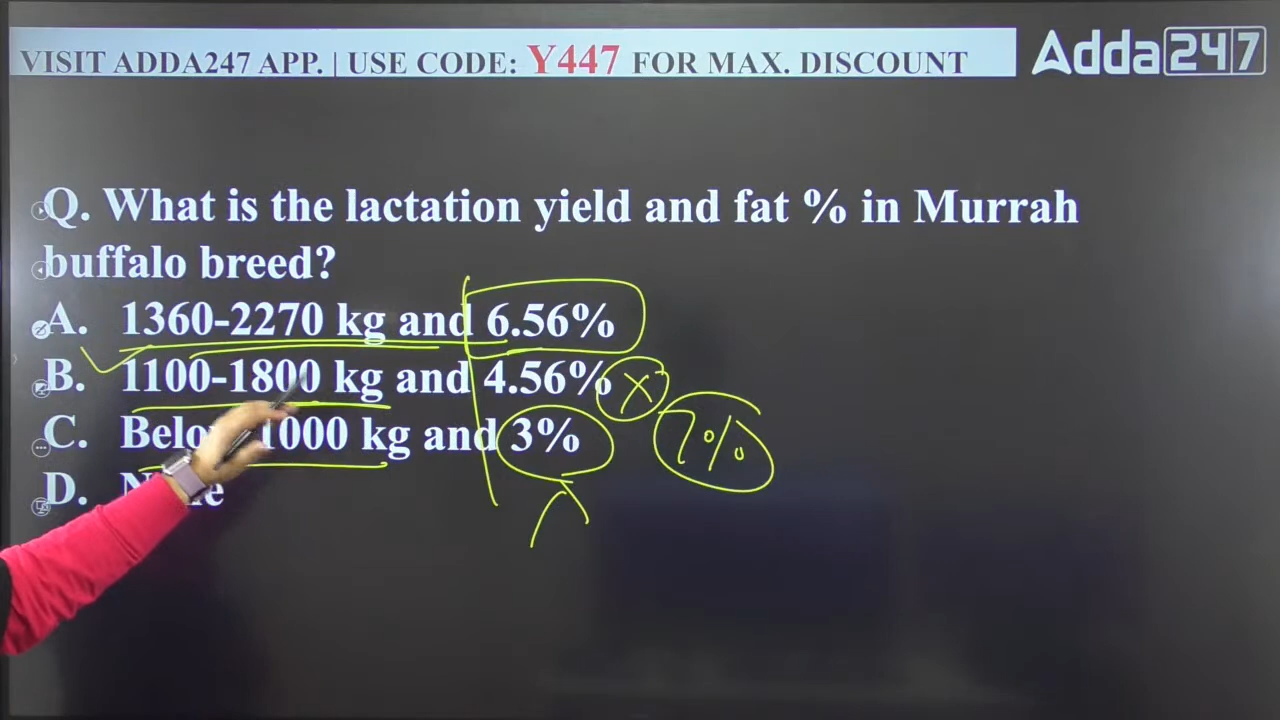 VISIT ADDA247 APP. | USE CODE: Y447 FOR MAX. DISCOUNT
Adda247
Q. What is the lactation yield and fat % in Murrah
buffalo breed?
A. 1360-2270 kg and 6.56%
B. 1100-1800 kg and 4.56%
C. 1000 kg and 3%
7%
D.